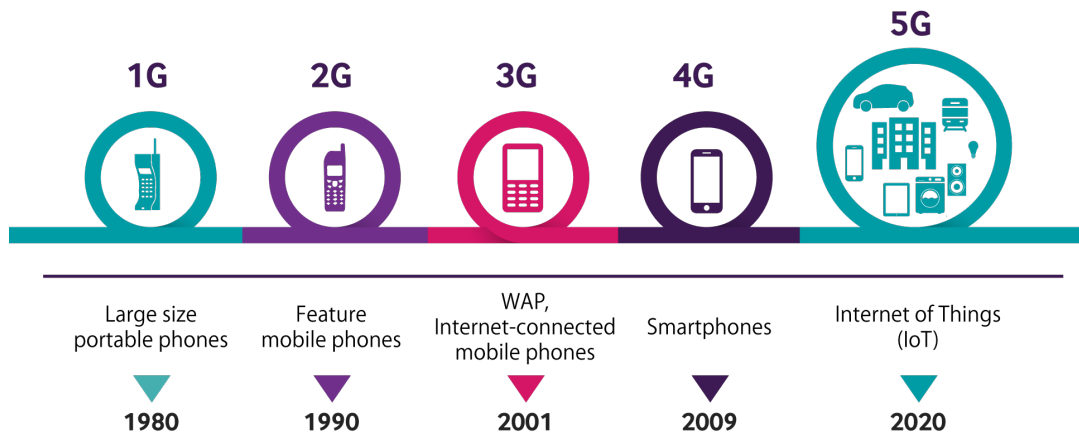 1G
2G
3G
4G
5G
Large size
portable phones
Feature
mobile phones
WAP,
Internet-connected
mobile phones
Smartphones
Internet of Things
(IoT)
1980
1990
2001
2009
2020